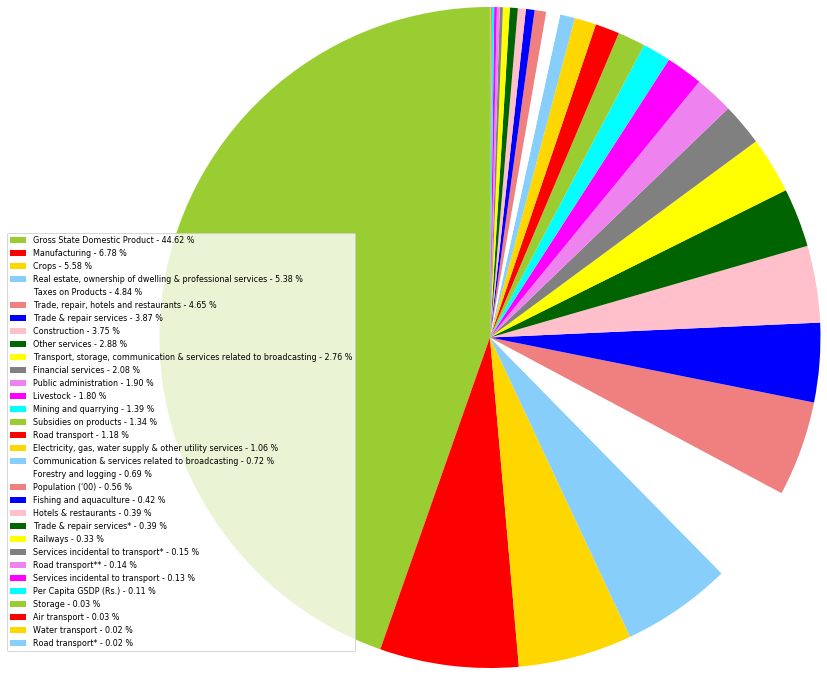 Gross State Domestic Product - 44.62 %
Manufacturing - 6.78 %
Crops - 5.58 %
Real estate, ownership of dwelling & professional services - 5.38 %
Taxes on Products - 4.84 %
Trade, repair, hotels and restaurants - 4.65 %
Trade & repair services - 3.87 %
Construction - 3.75 %
Other services - 2.88 %
Transport, storage, communication & services related to broadcasting - 2.76 %
Financial services - 2.08 %
Public administration - 1.90 %
Livestock - 1.80 %
Mining and quarrying - 1.39 %
Subsidies on products - 1.34 %
Road transport - 1.18 %
Electricity, gas, water supply & other utility services - 1.06 %
Communication & services related to broadcasting - 0.72 %
Forestry and logging - 0.69 %
Population ('00) - 0.56 %
Fishing and aquaculture - 0.42 %
Hotels & restaurants - 0.39 %
Trade & repair services* - 0.39 %
Railways - 0.33 %
Services incidental to transport* - 0.15 %
Road transport** - 0.14 %
Services incidental to transport - 0.13 %
Per Capita GSDP (Rs.) - 0.11 %
Storage - 0.03 %
Air transport - 0.03 %
Water transport - 0.02 %
Road transport* - 0.02 %